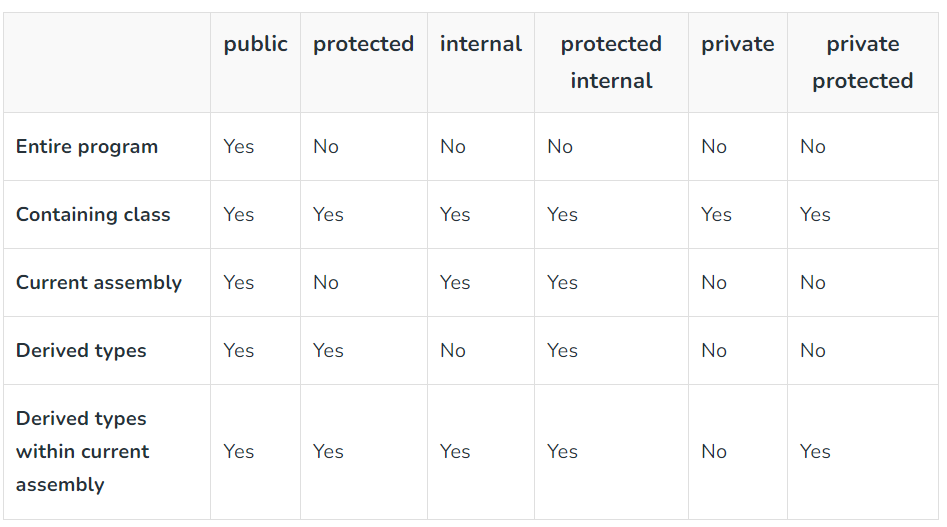 public protected internal protected internal private private protected
Entire program Yes No No No No No
Containing class Yes Yes Yes Yes Yes Yes
Current assembly Yes No Yes Yes No No
Derived types Yes Yes No Yes No No
Derived types within current assembly Yes Yes Yes Yes No Yes